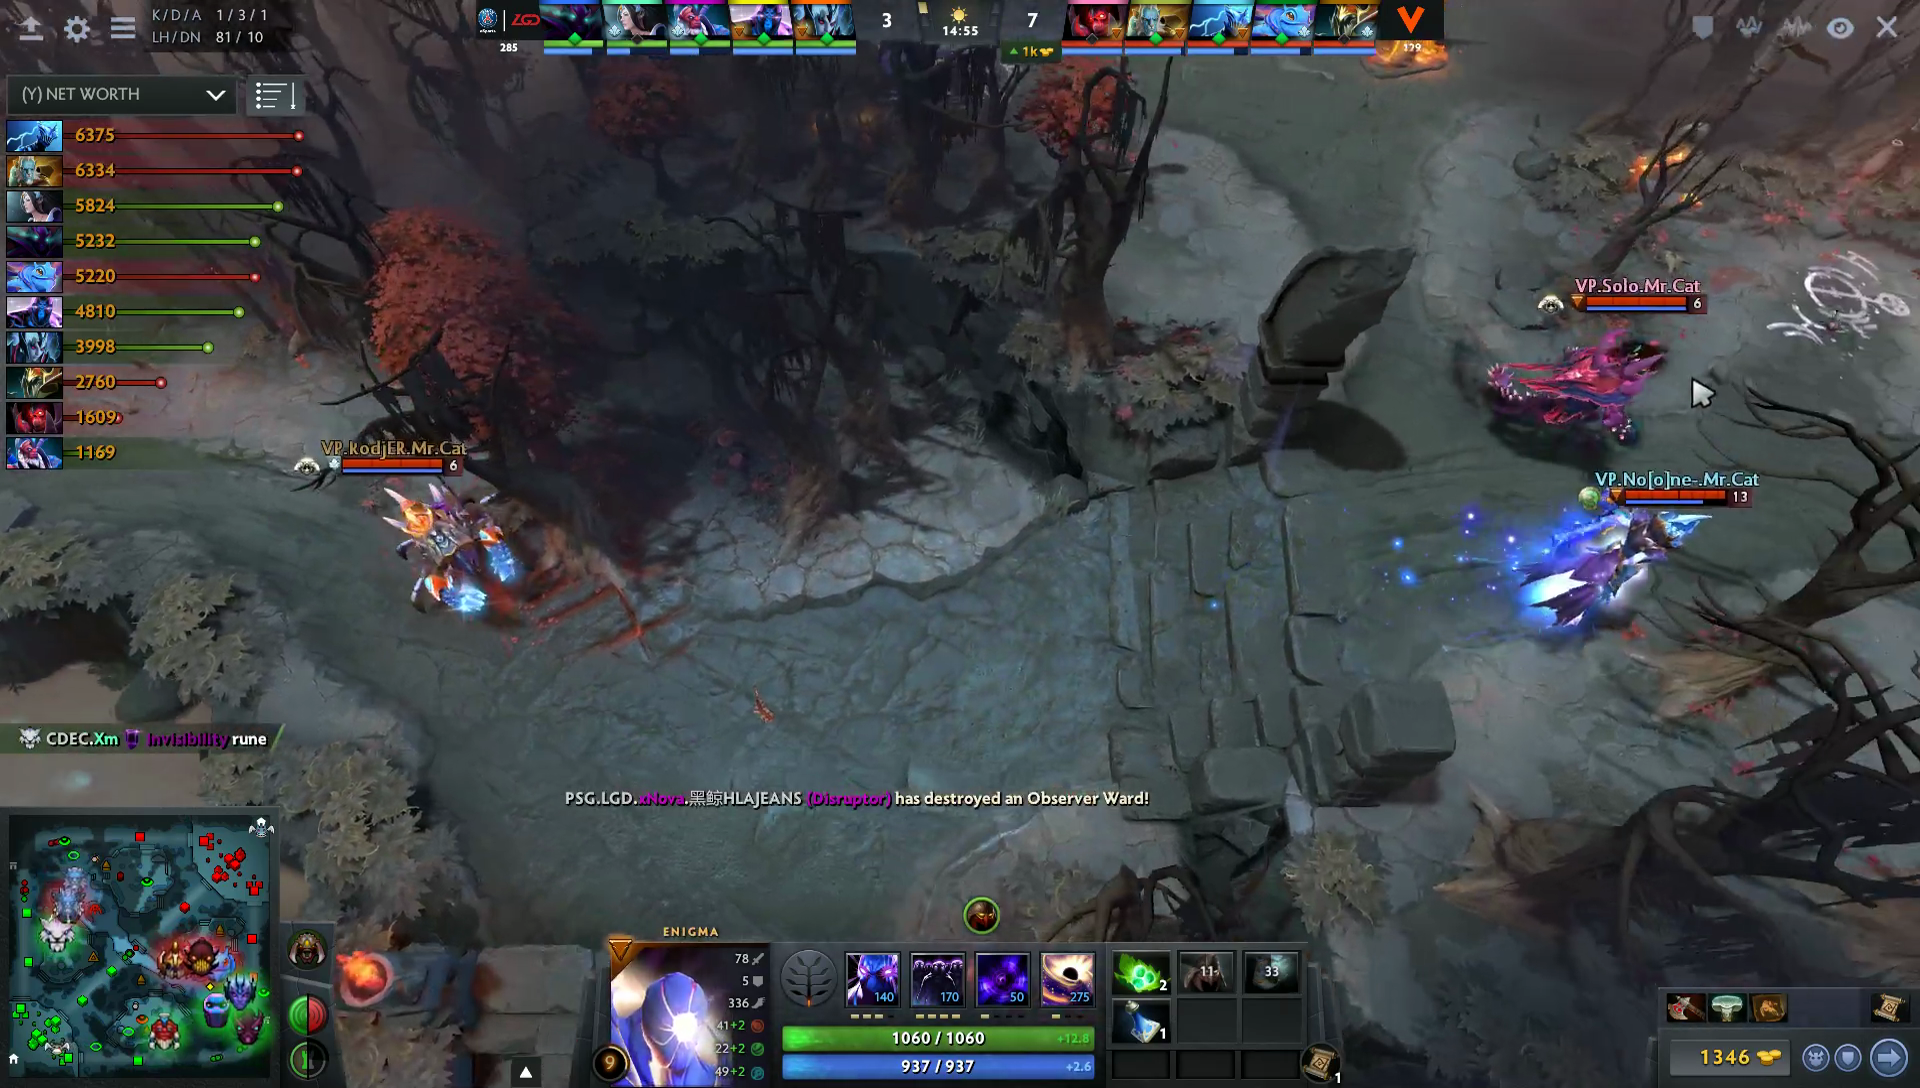 K/D/A 1 / 3 / 1
LH/DN 81 / 10
LGD
285
3
14:55
7
1k
179
(Y) NET WORTH
6375
6334
5824
5232
5220
4810
3998
2760
1609
1169
VP.Solo.Mr.Cat
6
VP.No[o]ne-.Mr.Cat
13
VP.RodjER.Mr.Cat
6
CDEC.Xm Invisibility rune
PSG.LGD.xNova.黑鲸HLAJEANS (Disruptor) has destroyed an Observer Ward!
ENIGMA
78
5
336
41+2
22+2
49+2
9
140
170
50
275
1060 / 1060
+12.8
937 / 937
+2.6
2
11
33
1
1
1346